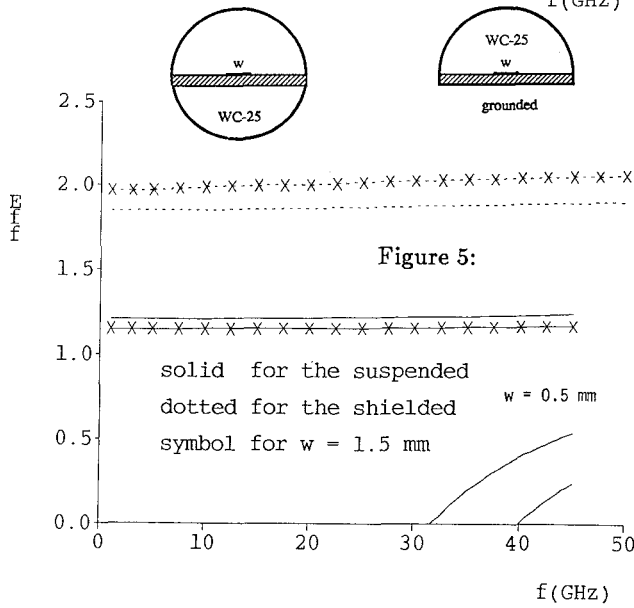 f(GHz)
w
WC-25
WC-25
w
grounded
2.5
2.0
1.5
1.0
0.5
0.0
Eff
Figure 5:
solid for the suspended
dotted for the shielded
symbol for w = 1.5 mm
w = 0.5 mm
0 10 20 30 40 50
f(GHz)